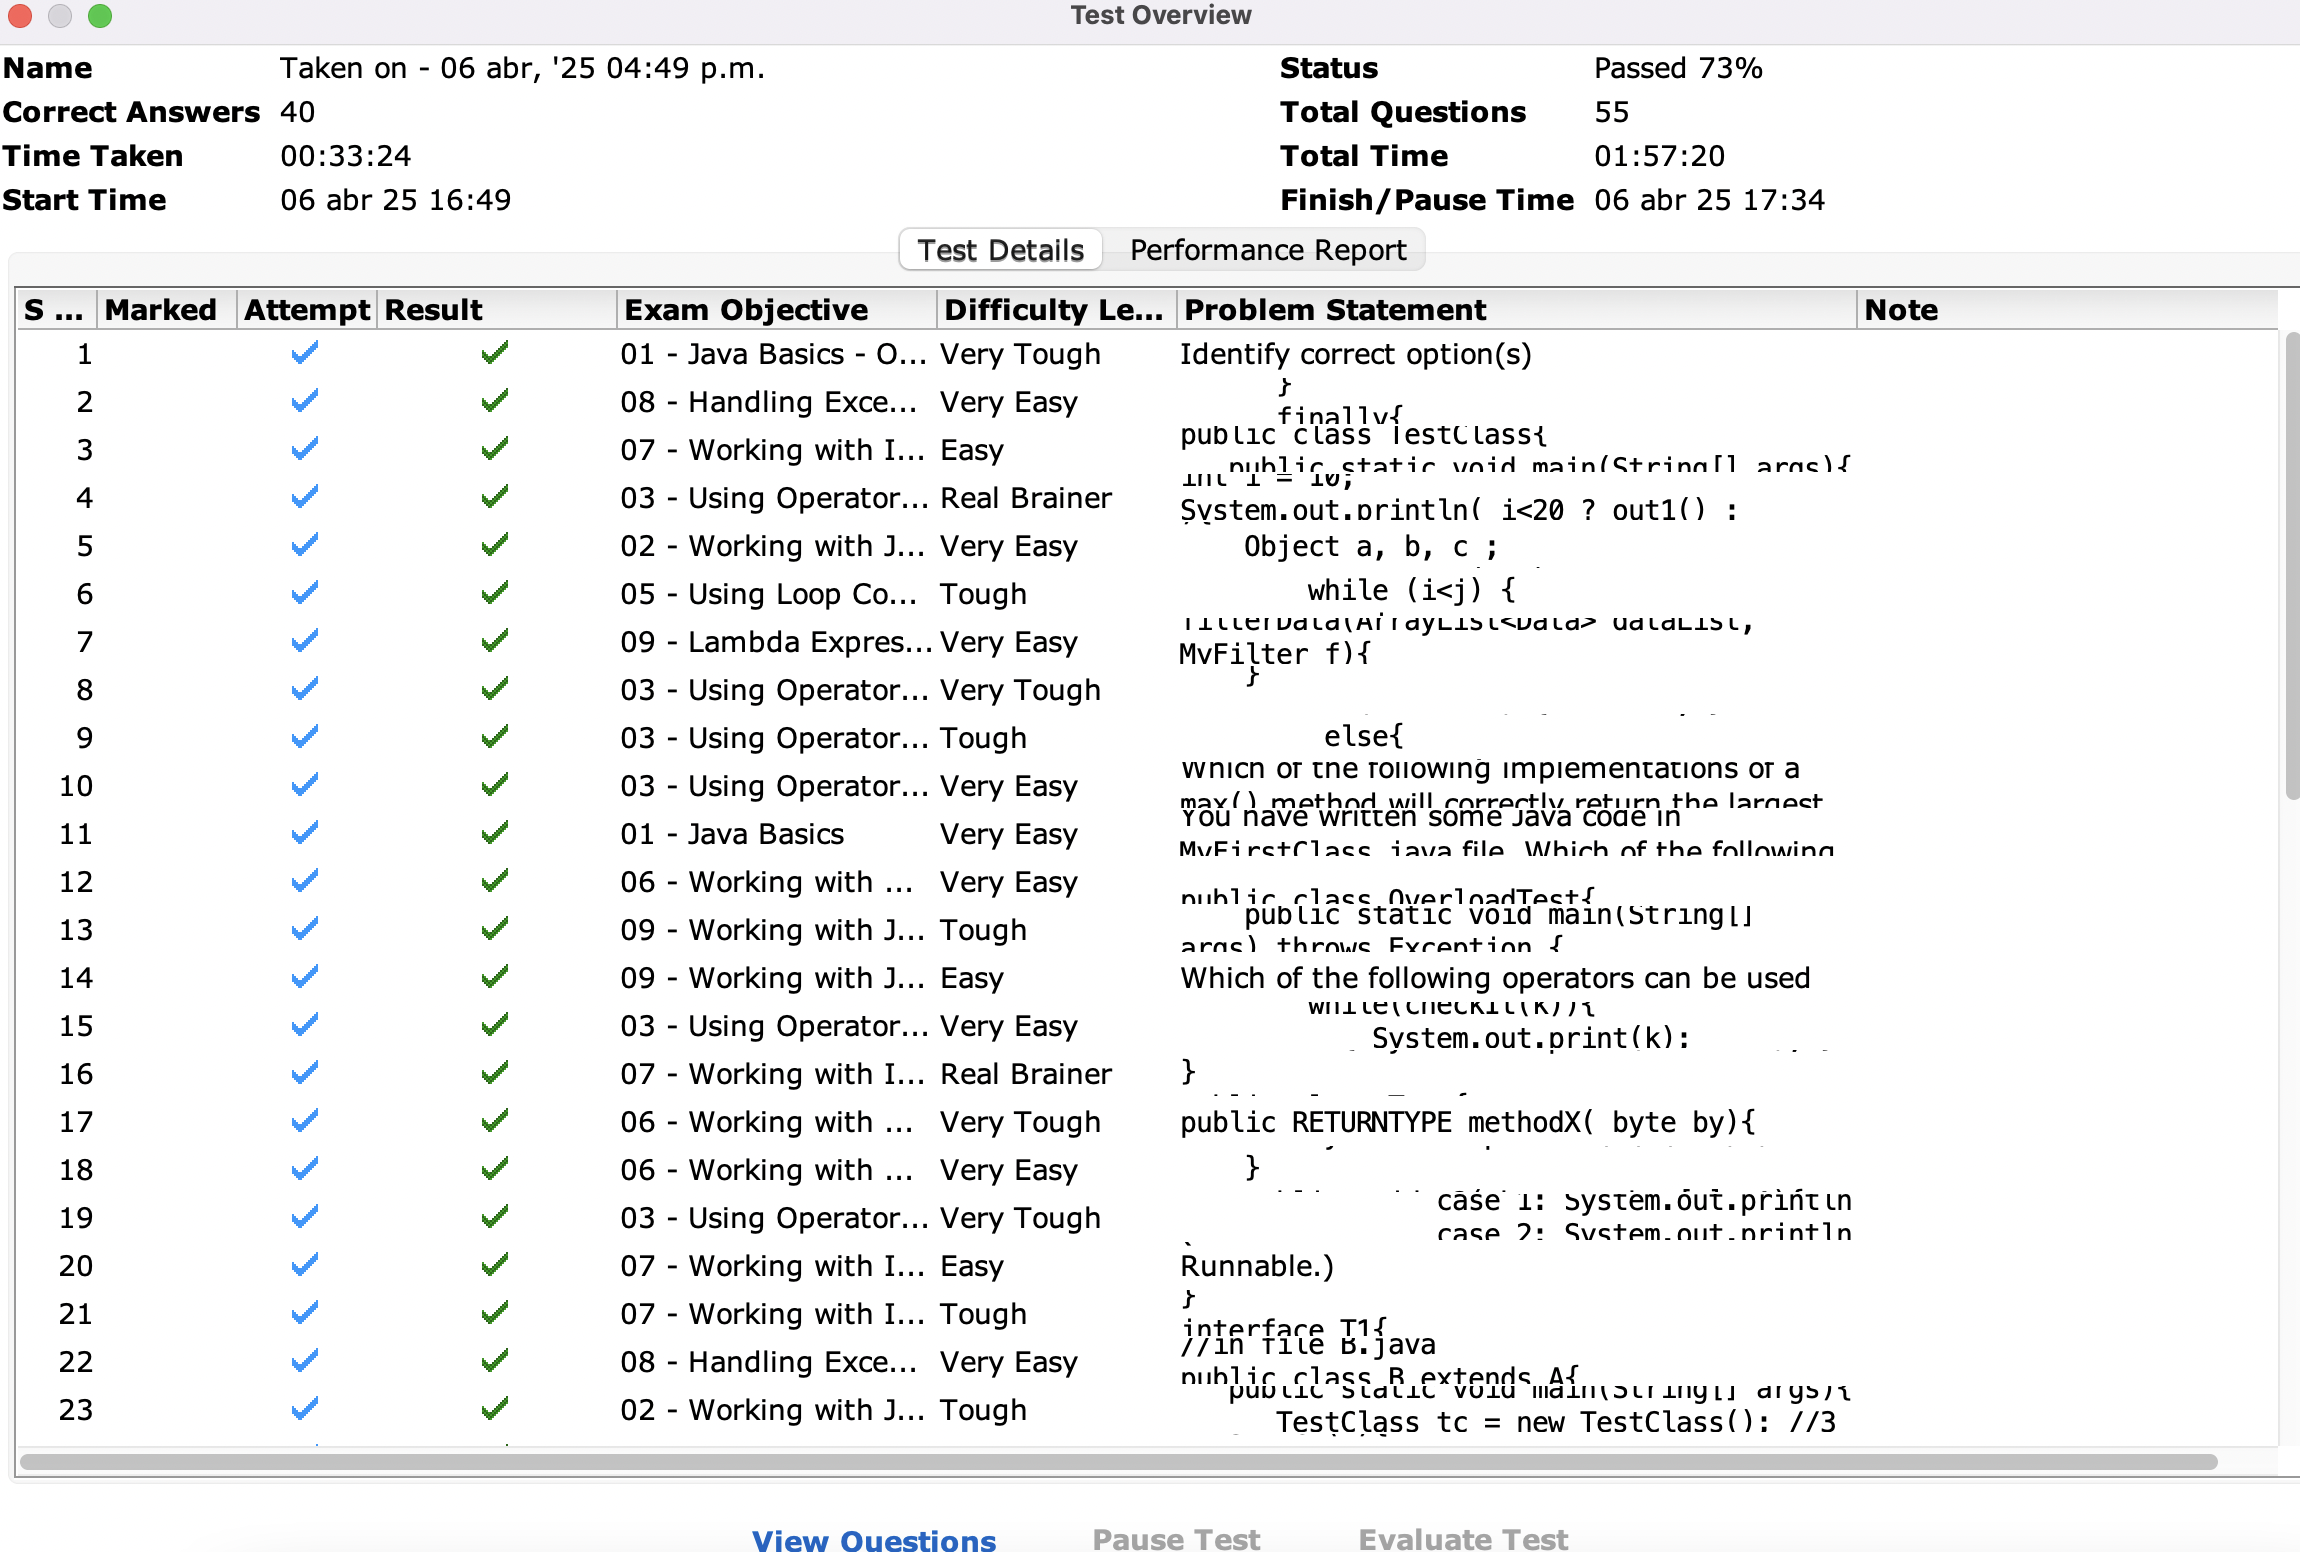 Test Overview
Name Taken on - 06 abr, '25 04:49 p.m. Status Passed 73%
Correct Answers 40 Total Questions 55
Time Taken 00:33:24 Total Time 01:57:20
Start Time 06 abr 25 16:49 Finish/Pause Time 06 abr 25 17:34
Test Details Performance Report
S ... Marked Attempt Result Exam Objective Difficulty Le... Problem Statement Note
1 01 - Java Basics - O... Very Tough Identify correct option(s)
}
2 08 - Handling Exce... Very Easy
finally{
public class TestClass{
3 07 - Working with I... Easy
public static void main(String[] args){
int i = 10;
4 03 - Using Operator... Real Brainer
System.out.println( i<20 ? out1() :
5 02 - Working with J... Very Easy Object a, b, c ;
6 05 - Using Loop Co... Tough while (i<j) {
filterData(ArrayList<Data> dataList,
7 09 - Lambda Expres... Very Easy
MyFilter f){
}
8 03 - Using Operator... Very Tough
9 03 - Using Operator... Tough else{
Which of the following implementations of a
10 03 - Using Operator... Very Easy
max() method will correctly return the largest
You have written some Java code in
11 01 - Java Basics Very Easy
MyFirstClass.java file. Which of the following
12 06 - Working with ... Very Easy
public class OverloadTest{
public static void main(String[]
13 09 - Working with J... Tough
args) throws Exception {
14 09 - Working with J... Easy Which of the following operators can be used
while(checkIt(k)){
15 03 - Using Operator... Very Easy
System.out.print(k);
16 07 - Working with I... Real Brainer }
17 06 - Working with ... Very Tough public RETURNTYPE methodX( byte by){
18 06 - Working with ... Very Easy }
case 1: System.out.println
19 03 - Using Operator... Very Tough
case 2: System.out.println
20 07 - Working with I... Easy Runnable.)
}
21 07 - Working with I... Tough
interface T1{
//in file B.java
22 08 - Handling Exce... Very Easy
public class B extends A{
public static void main(String[] args){
23 02 - Working with J... Tough
TestClass tc = new TestClass(); //3
View Questions Pause Test Evaluate Test